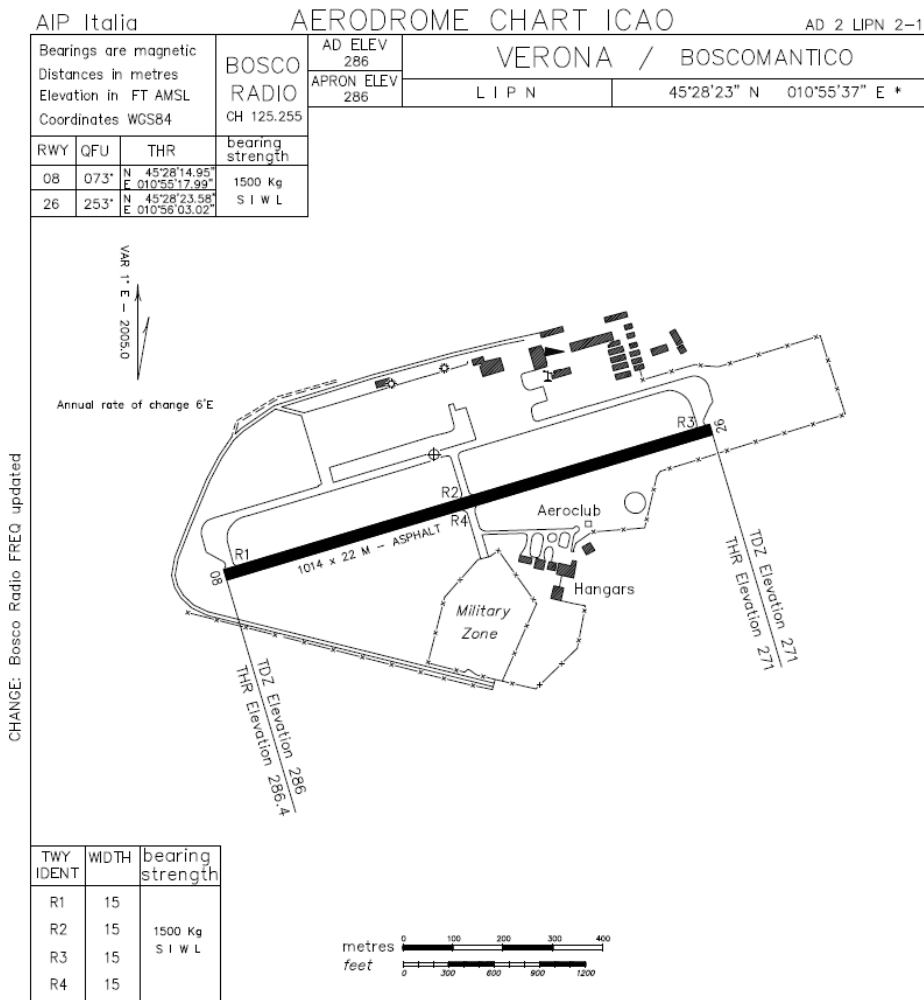 AIP Italia
AERODROME CHART ICAO
AD 2 LIPN 2-1
Bearings are magnetic
Distances in metres
Elevation in FT AMSL
Coordinates WGS84
BOSCO
RADIO
CH 125.255
AD ELEV
286
APRON ELEV
286
VERONA / BOSCOMANTICO
LIPN
45°28'23" N 010°55'37" E *
RWY QFU THR bearing strength
08 073° N 45°28'14.95"
E 010°55'17.99"
26 253° N 45°28'23.58"
E 010°56'03.02"
1500 Kg
S I W L
VAR 1° E - 2005.0
Annual rate of change 6'E
R3
26
R2
R4
R1
08
1014 x 22 M - ASPHALT
Aeroclub
Hangars
Military
Zone
TDZ Elevation 271
THR Elevation 271
TDZ Elevation 286
THR Elevation 286.4
CHANGE: Bosco Radio FREQ updated
TWY IDENT WIDTH bearing strength
R1 15
R2 15
R3 15
R4 15
1500 Kg
S I W L
metres 0 100 200 300 400
feet 0 300 600 900 1200